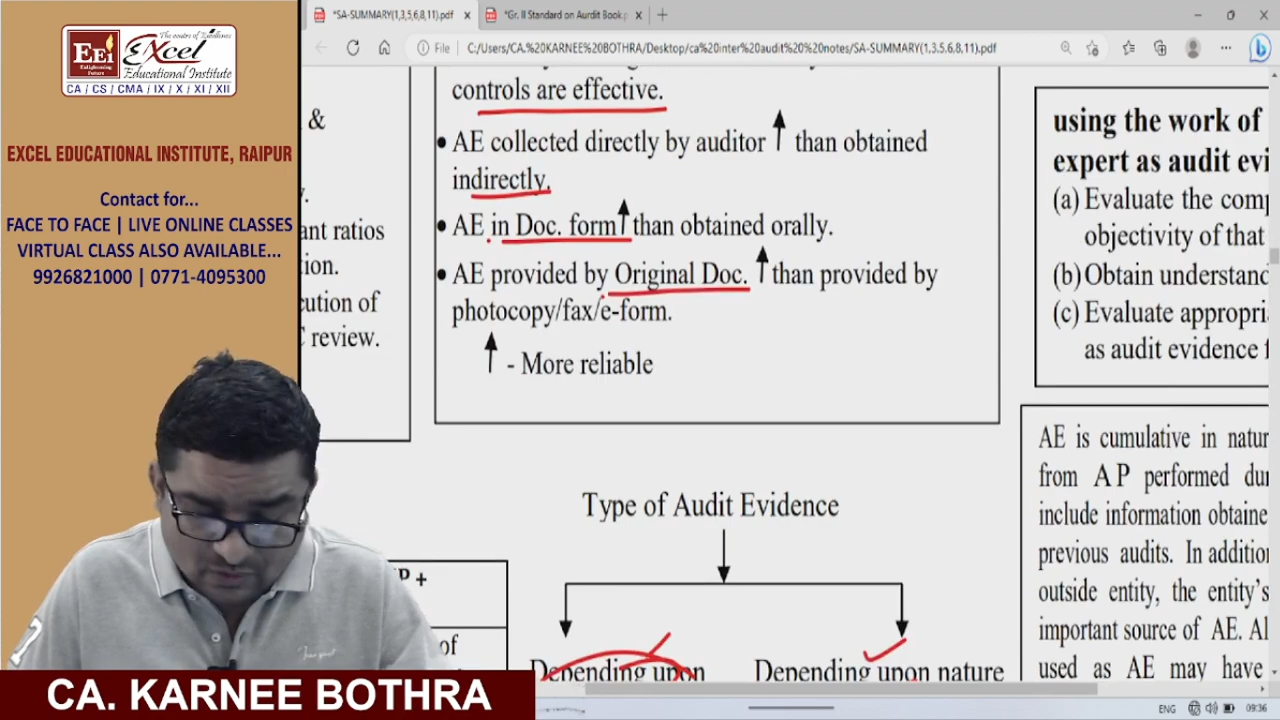 *SA-SUMMARY(1,3,5,6,8,11).pdf
*Gr. II Standard on Aurdit Book.p
File
C:/Users/CA.%20KARNEE%20BOTHRA/Desktop/ca%20inter%20audit%20%20notes/SA-SUMMARY(1,3.5.6,8,11).pdf
EEi
Enlightening Future
The centre of Excellence
Excel
Educational Institute
CA / CS / CMA / IX / X / XI / XII
EXCEL EDUCATIONAL INSTITUTE, RAIPUR
Contact for...
FACE TO FACE | LIVE ONLINE CLASSES
VIRTUAL CLASS ALSO AVAILABLE...
9926821000 | 0771-4095300
&
ant ratios
ion.
cution of
review.
controls are effective.
• AE collected directly by auditor ↑ than obtained
indirectly.
• AE in Doc. form ↑ than obtained orally.
• AE provided by Original Doc. ↑ than provided by
photocopy/fax/e-form.
↑ - More reliable
using the work of
expert as audit evi
(a) Evaluate the comp
objectivity of that
(b) Obtain understand
(c) Evaluate appropri
as audit evidence f
Type of Audit Evidence
Depending upon
Depending upon nature
AE is cumulative in natur
from A P performed dur
include information obtaine
previous audits. In addition
outside entity, the entity's
important source of AE. Al
used as AE may have
+
of
CA. KARNEE BOTHRA
ENG
09:36